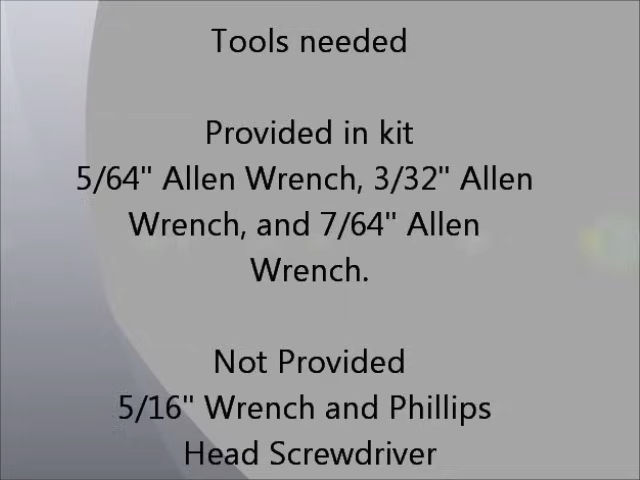 Tools needed
Provided in kit
5/64" Allen Wrench, 3/32" Allen
Wrench, and 7/64" Allen
Wrench.
Not Provided
5/16" Wrench and Phillips
Head Screwdriver